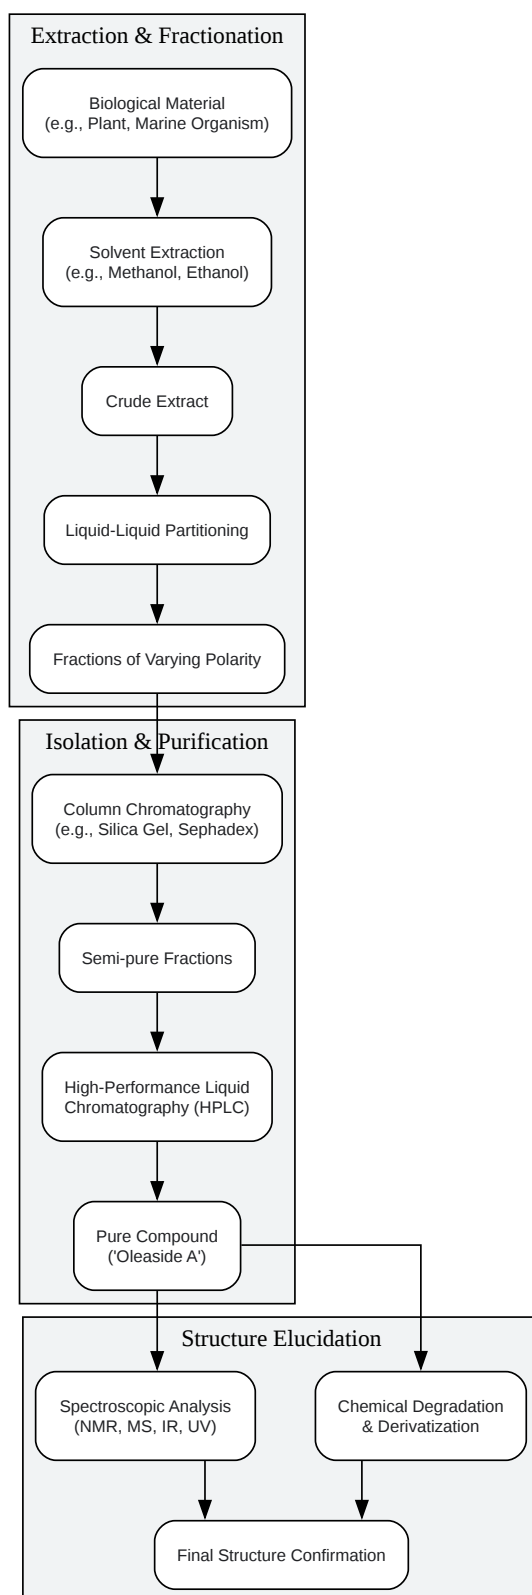 Extraction & Fractionation
Biological Material
(e.g., Plant, Marine Organism)
Solvent Extraction
(e.g., Methanol, Ethanol)
Crude Extract
Liquid-Liquid Partitioning
Fractions of Varying Polarity
Isolation & Purification
Column Chromatography
(e.g., Silica Gel, Sephadex)
Semi-pure Fractions
High-Performance Liquid
Chromatography (HPLC)
Pure Compound
('Oleaside A')
Structure Elucidation
Spectroscopic Analysis
(NMR, MS, IR, UV)
Chemical Degradation
& Derivatization
Final Structure Confirmation